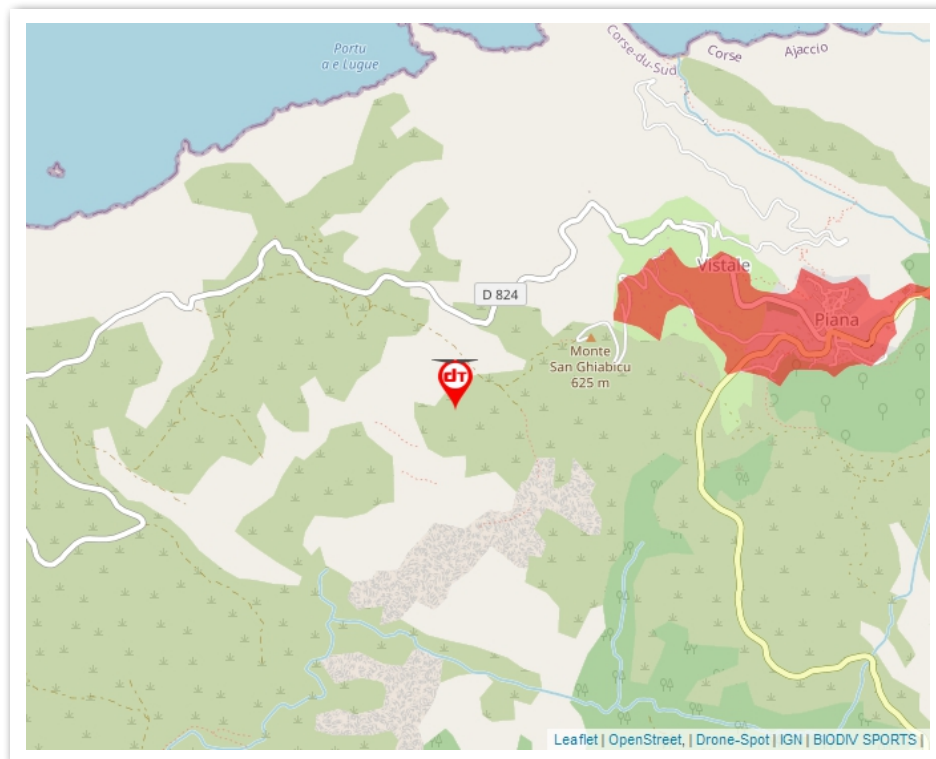 Portu
a e Lugue
Corse-du-Sud
Corse
Ajaccio
Vistale
D 824
Piana
Monte
San Ghiabicu
625 m
dT
Leaflet | OpenStreet, | Drone-Spot | IGN | BIODIV SPORTS |